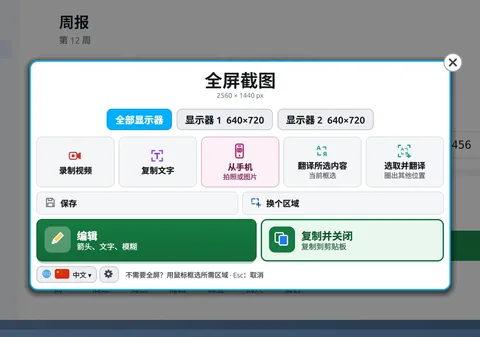 周报
第 12 周
全屏截图
2560 × 1440 px
全部显示器
显示器 1 640×720
显示器 2 640×720
录制视频
复制文字
从手机
拍照或图片
翻译所选内容
当前框选
选取并翻译
圈出其他位置
保存
换个区域
编辑
箭头、文字、模糊
复制并关闭
复制到剪贴板
中文 ▾
不需要全屏？用鼠标框选所需区域 · Esc：取消
456